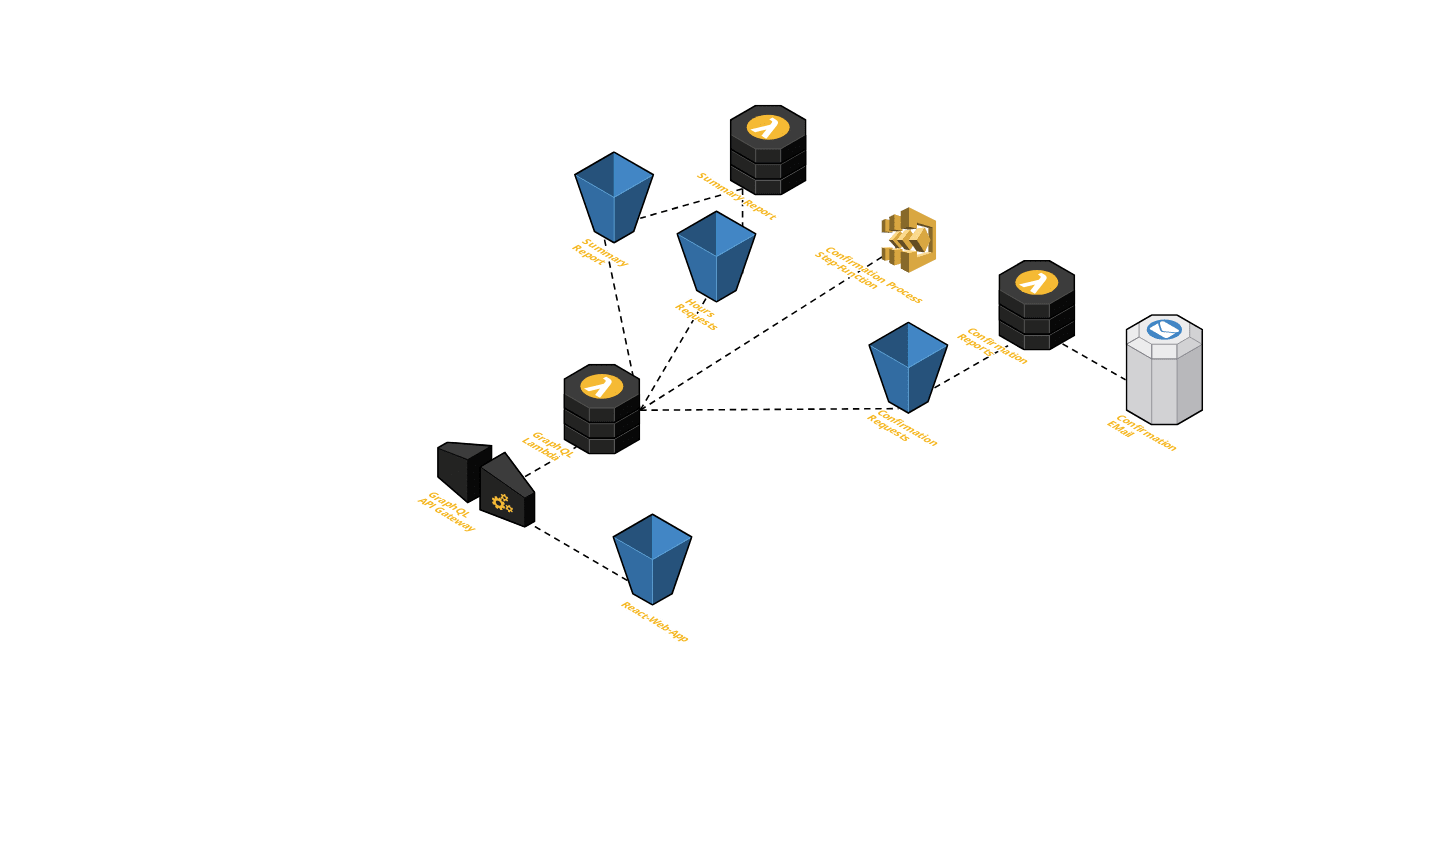 Summary Report
Summary
Report
Hours
Requests
Confirmation Process
Step-Function
Confirmation
Reports
Confirmation
Requests
Confirmation
EMail
GraphQL
Lambda
GraphQL
API Gateway
React-Web-App